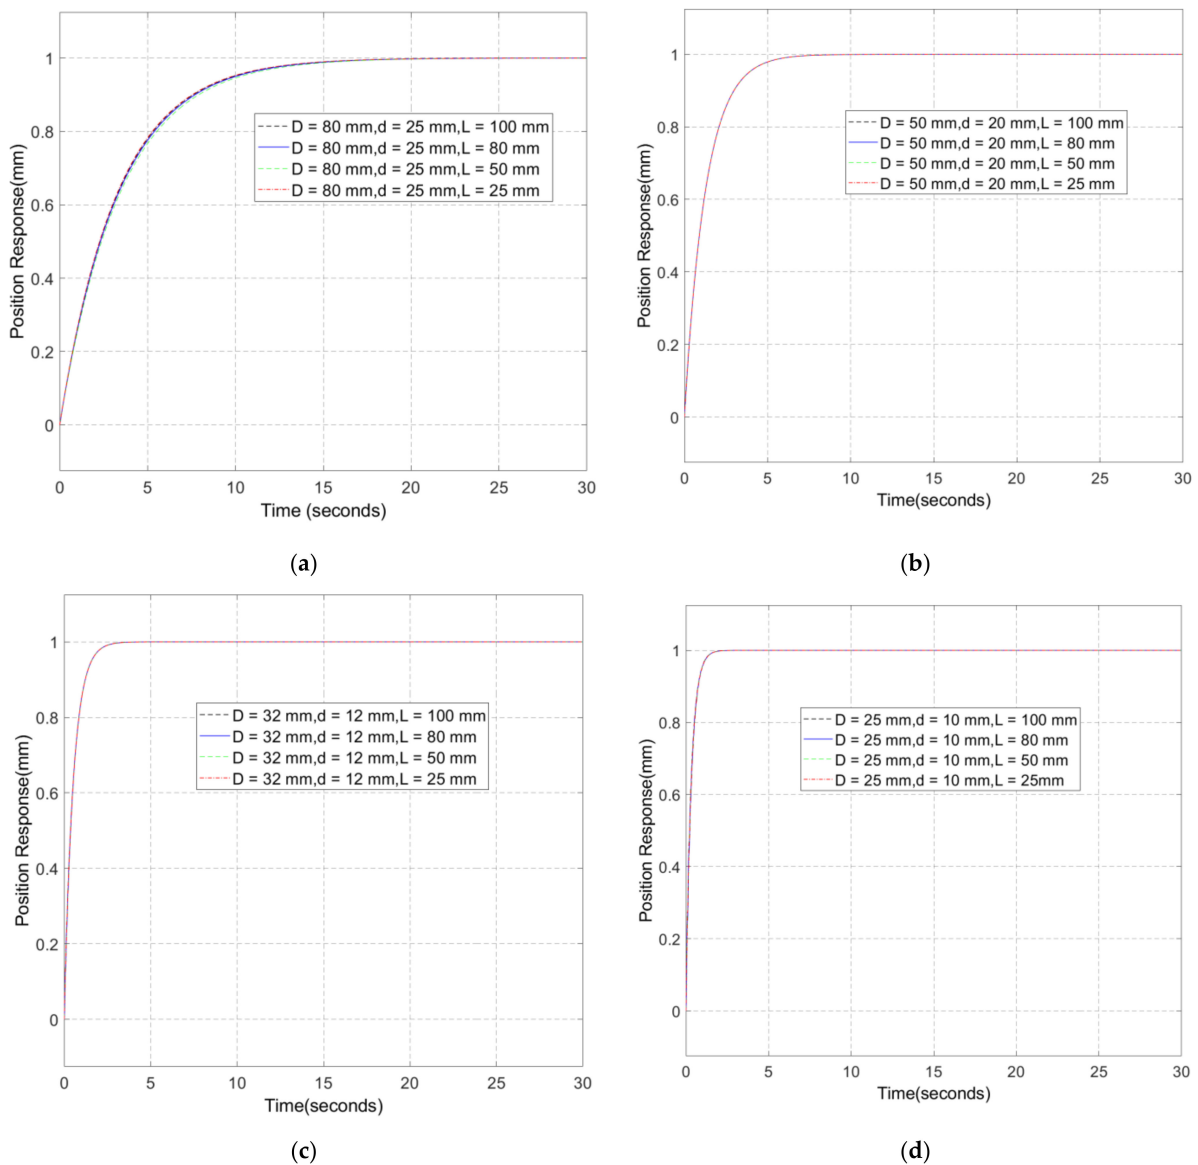 1
0.8
0.6
0.4
0.2
0
Position Response(mm)
D = 80 mm,d = 25 mm,L = 100 mm
D = 80 mm,d = 25 mm,L = 80 mm
D = 80 mm,d = 25 mm,L = 50 mm
D = 80 mm,d = 25 mm,L = 25 mm
0 5 10 15 20 25 30
Time (seconds)
(a)
1
0.8
0.6
0.4
0.2
0
Position Response(mm)
D = 50 mm,d = 20 mm,L = 100 mm
D = 50 mm,d = 20 mm,L = 80 mm
D = 50 mm,d = 20 mm,L = 50 mm
D = 50 mm,d = 20 mm,L = 25 mm
0 5 10 15 20 25 30
Time(seconds)
(b)
1
0.8
0.6
0.4
0.2
0
Position Response(mm)
D = 32 mm,d = 12 mm,L = 100 mm
D = 32 mm,d = 12 mm,L = 80 mm
D = 32 mm,d = 12 mm,L = 50 mm
D = 32 mm,d = 12 mm,L = 25 mm
0 5 10 15 20 25 30
Time(seconds)
(c)
1
0.8
0.6
0.4
0.2
0
Position Response(mm)
D = 25 mm,d = 10 mm,L = 100 mm
D = 25 mm,d = 10 mm,L = 80 mm
D = 25 mm,d = 10 mm,L = 50 mm
D = 25 mm,d = 10 mm,L = 25mm
0 5 10 15 20 25 30
Time(seconds)
(d)